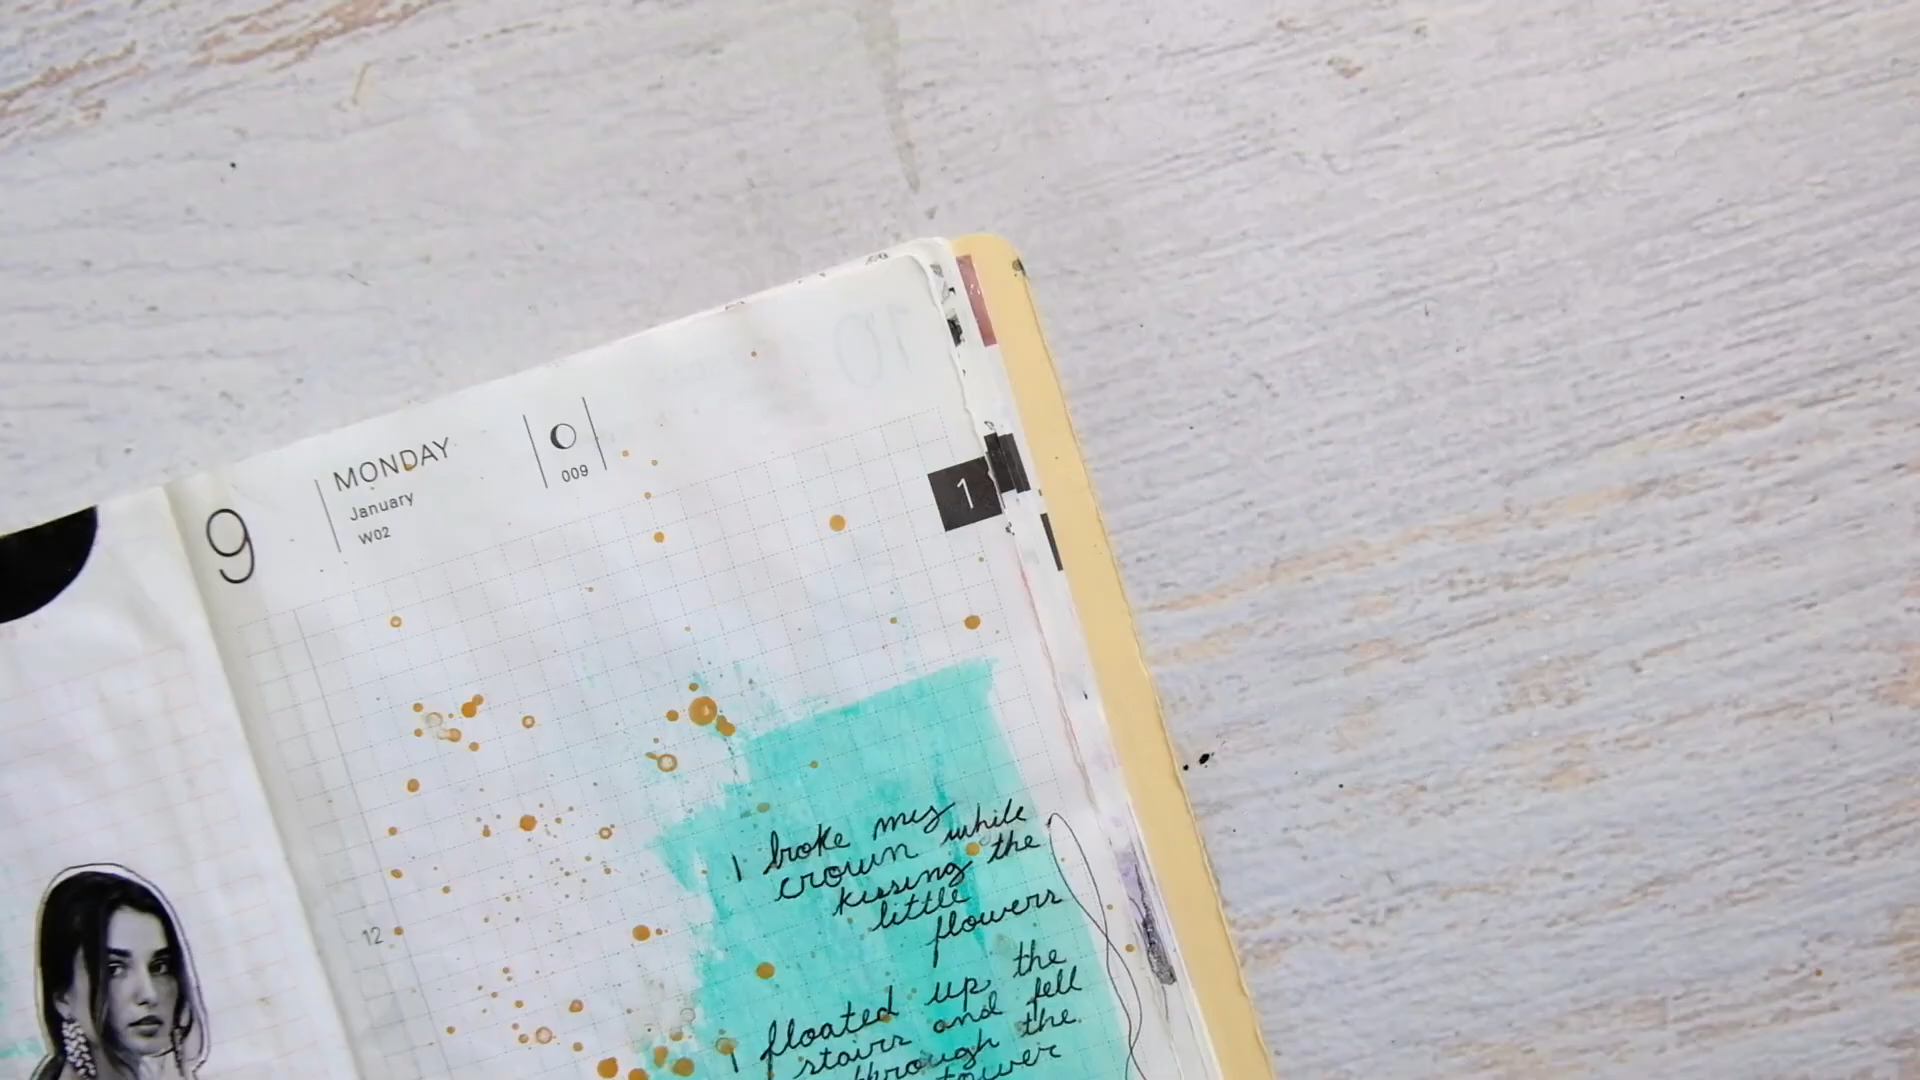 9
MONDAY
January
W02
009
1
12
I broke my
crown while
kissing the
little
flowers
I floated up the
stairs and fell
through the
tower